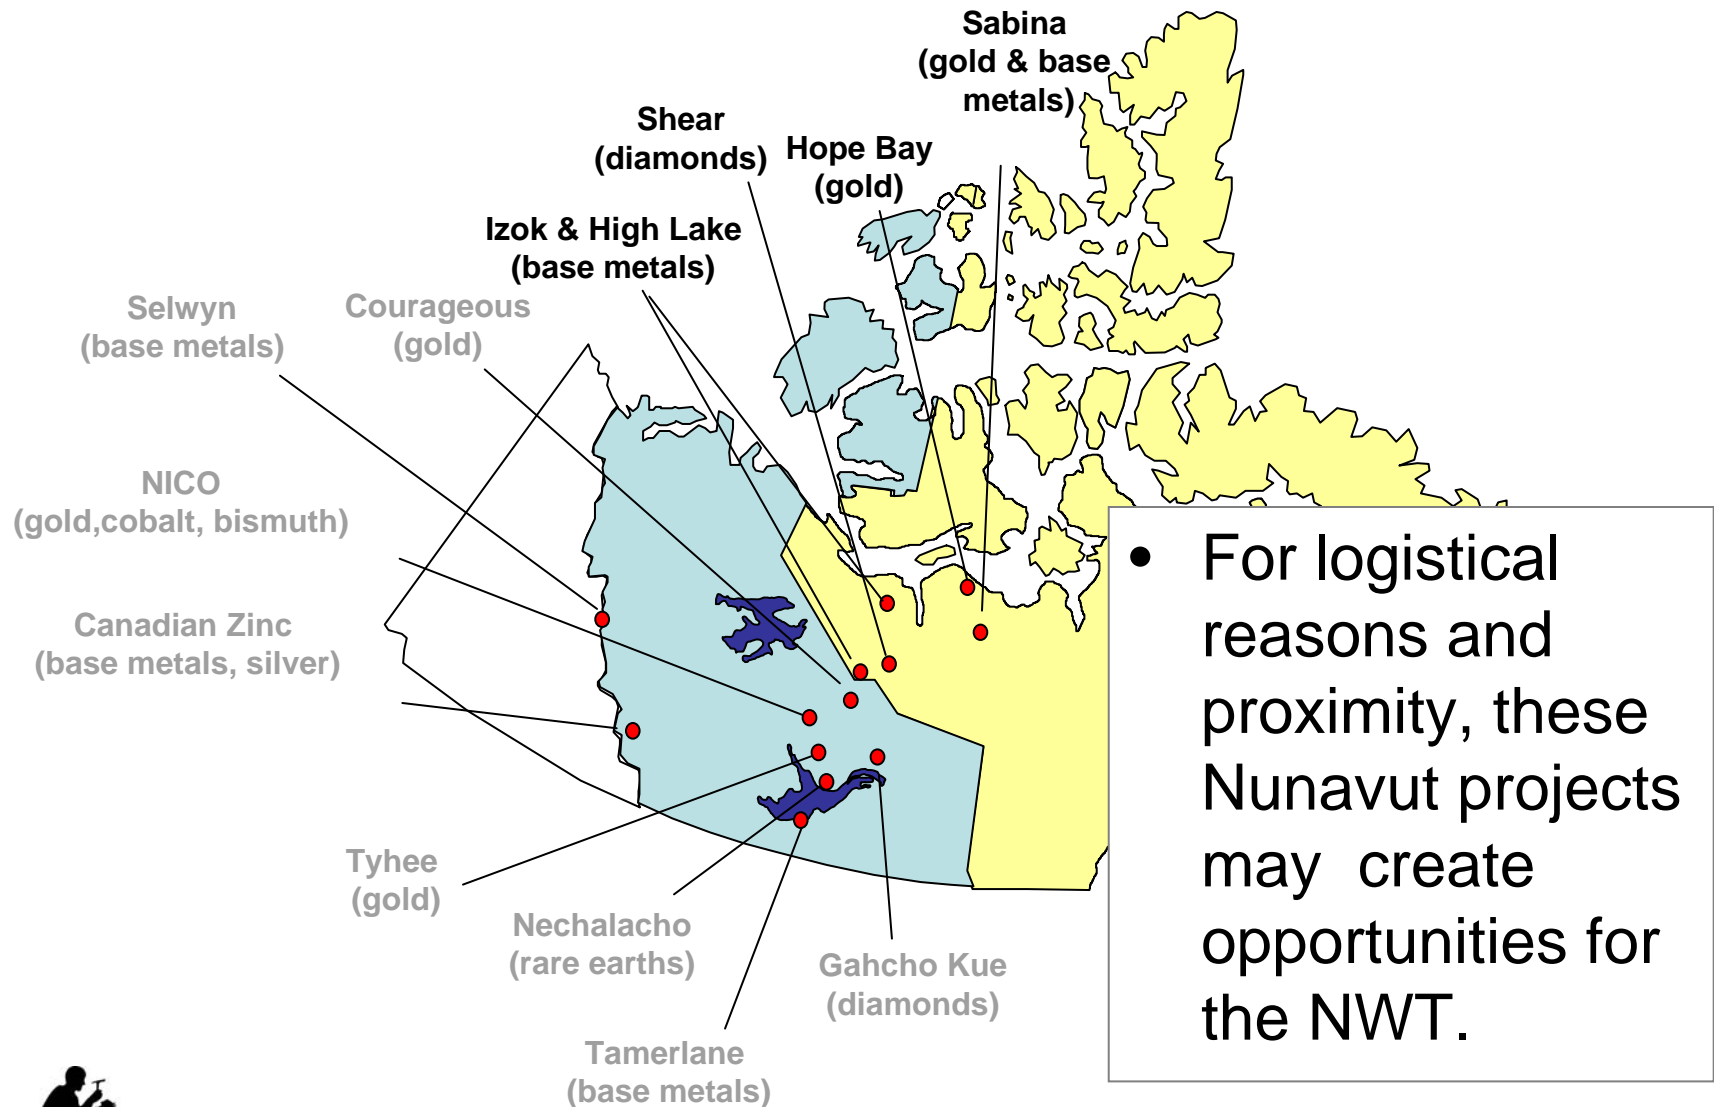 Sabina
(gold & base
metals)
Shear
(diamonds)
Hope Bay
(gold)
Izok & High Lake
(base metals)
Selwyn
(base metals)
Courageous
(gold)
NICO
(gold,cobalt, bismuth)
Canadian Zinc
(base metals, silver)
Tyhee
(gold)
Nechalacho
(rare earths)
Gahcho Kue
(diamonds)
Tamerlane
(base metals)
• For logistical
reasons and
proximity, these
Nunavut projects
may create
opportunities for
the NWT.